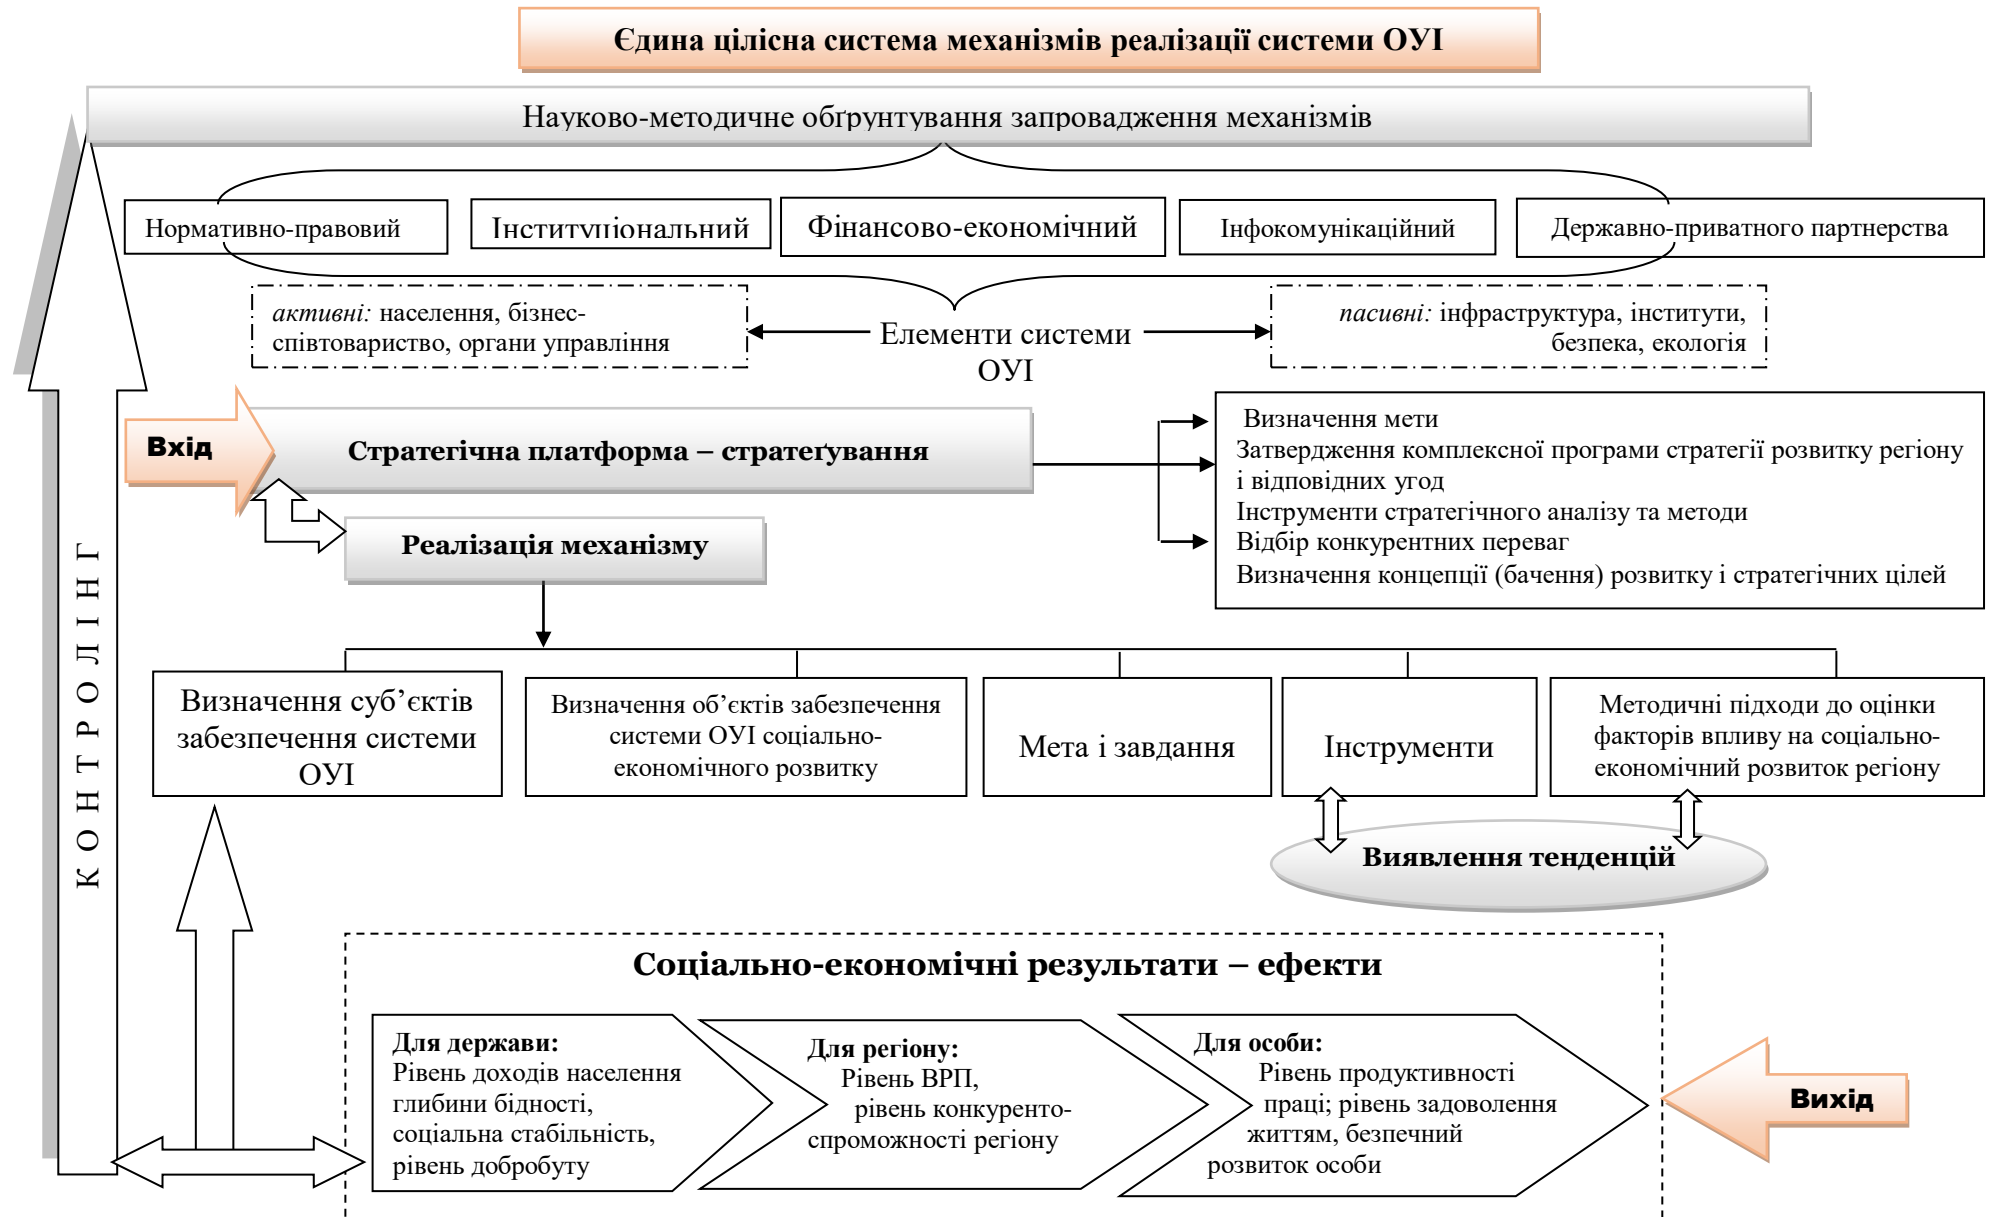 Єдина цілісна система механізмів реалізації системи ОУІ
Науково-методичне обґрунтування запровадження механізмів
Нормативно-правовий
Інституціональний
Фінансово-економічний
Інфокомунікаційний
Державно-приватного партнерства
активні: населення, бізнес-
співтовариство, органи управління
Елементи системи
ОУІ
пасивні: інфраструктура, інститути,
безпека, екологія
Вхід
Стратегічна платформа – стратеґування
Визначення мети
Затвердження комплексної програми стратегії розвитку регіону
і відповідних угод
Інструменти стратегічного аналізу та методи
Відбір конкурентних переваг
Визначення концепції (бачення) розвитку і стратегічних цілей
Реалізація механізму
КОНТРОЛІНГ
Визначення суб’єктів
забезпечення системи
ОУІ
Визначення об’єктів забезпечення
системи ОУІ соціально-
економічного розвитку
Мета і завдання
Інструменти
Методичні підходи до оцінки
факторів впливу на соціально-
економічний розвиток регіону
Виявлення тенденцій
Соціально-економічні результати – ефекти
Для держави:
Рівень доходів населення
глибини бідності,
соціальна стабільність,
рівень добробуту
Для регіону:
Рівень ВРП,
рівень конкуренто-
спроможності регіону
Для особи:
Рівень продуктивності
праці; рівень задоволення
життям, безпечний
розвиток особи
Вихід